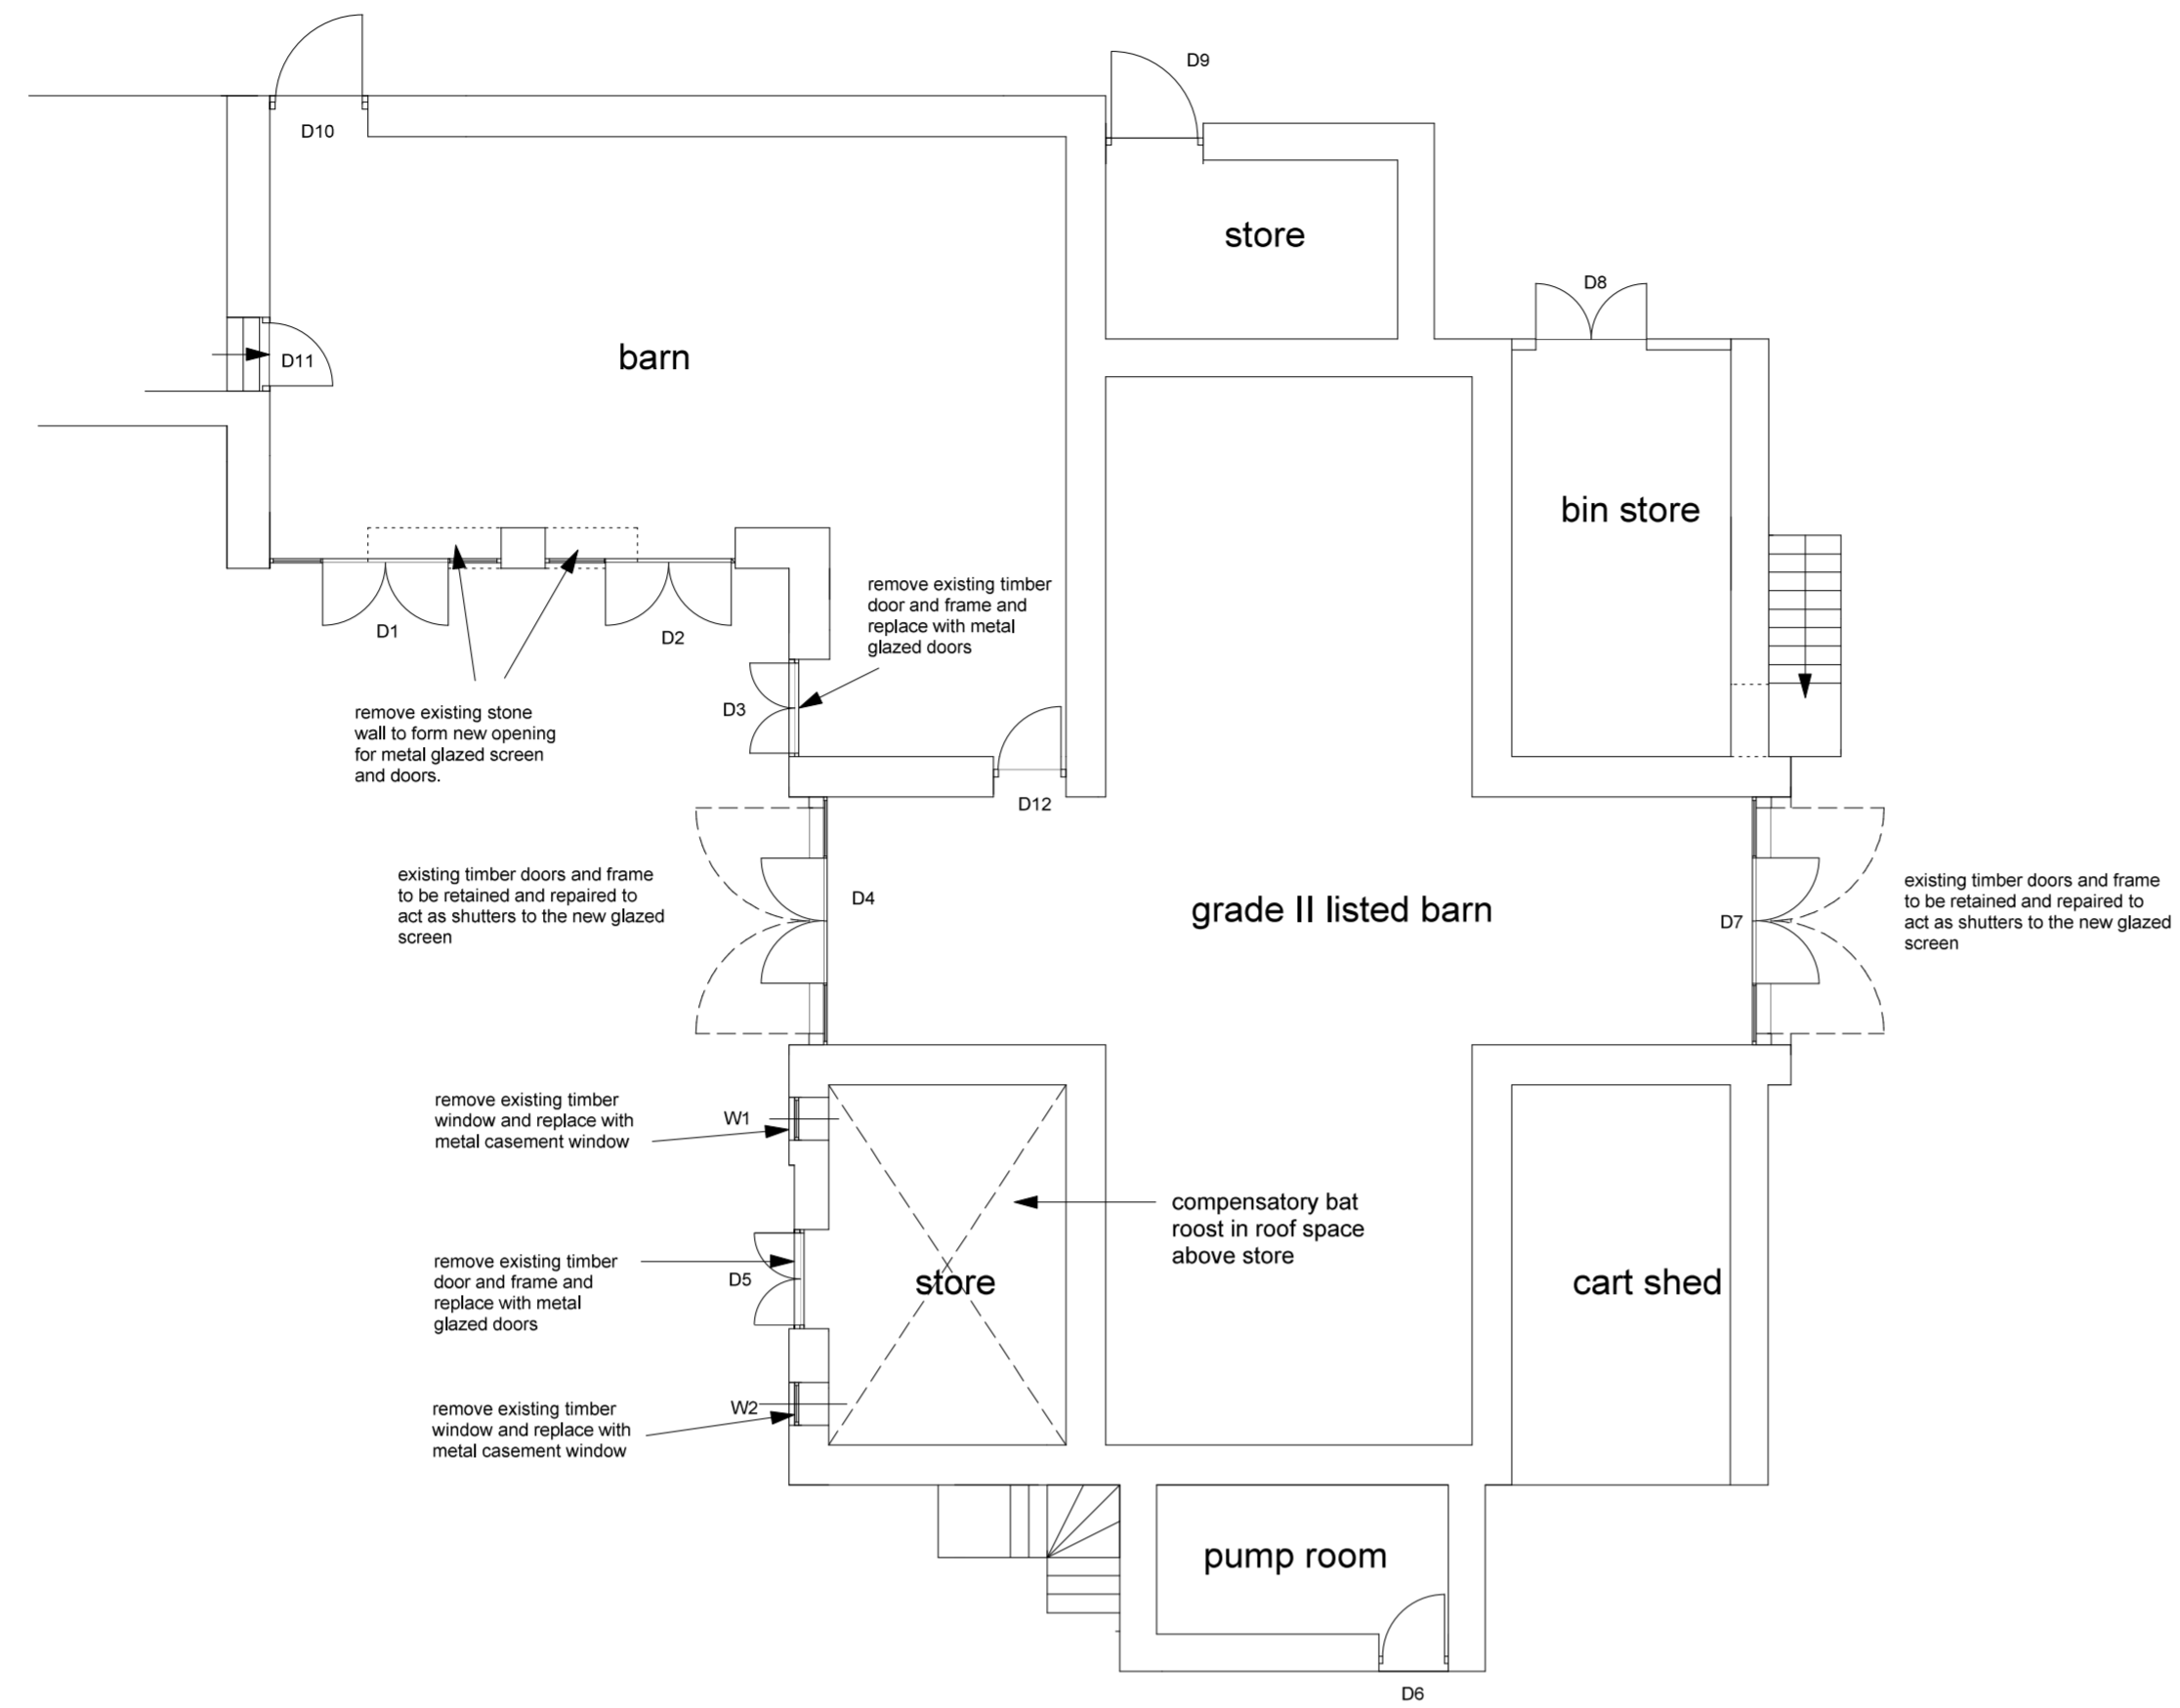 D9
D10
store
D8
barn
D11
bin store
remove existing timber
door and frame and
replace with metal
glazed doors
D1
D2
D3
remove existing stone
wall to form new opening
for metal glazed screen
and doors.
D12
existing timber doors and frame
to be retained and repaired to
act as shutters to the new glazed
screen
D4
grade II listed barn
D7
existing timber doors and frame
to be retained and repaired to
act as shutters to the new glazed
screen
remove existing timber
window and replace with
metal casement window
W1
compensatory bat
roost in roof space
above store
remove existing timber
door and frame and
replace with metal
glazed doors
D5
store
cart shed
remove existing timber
window and replace with
metal casement window
W2
pump room
D6